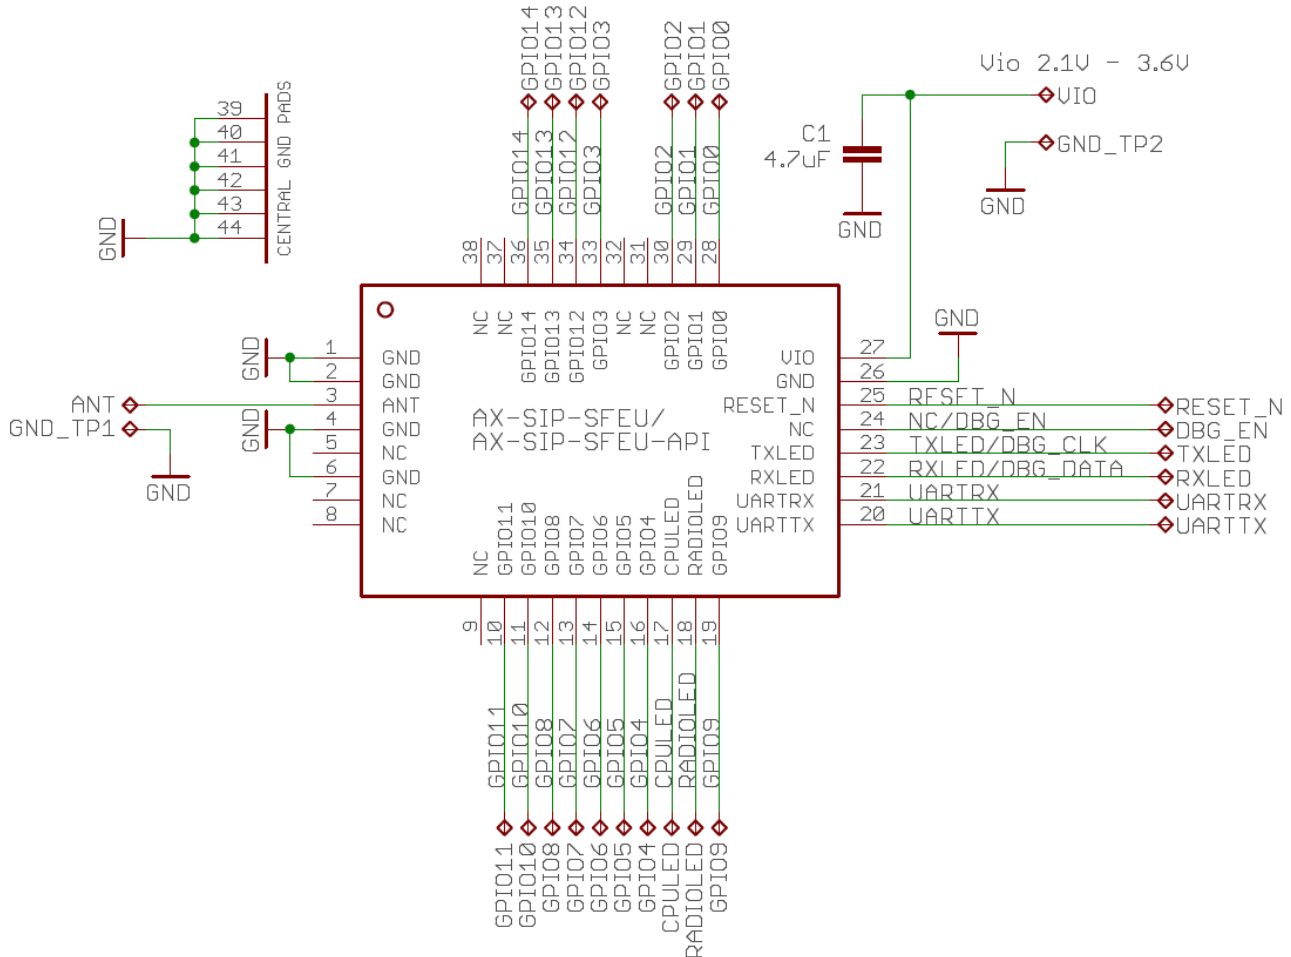 GPIO14
GPIO13
GPIO12
GPIO3
GPIO2
GPIO1
GPIO0
Vio 2.1V - 3.6V
VIO
GND_TP2
GND
C1
4.7uF
GND
39
40
41
42
43
44
CENTRAL GND PADS
GND
GPIO14
GPIO13
GPIO12
GPIO3
GPIO2
GPIO1
GPIO0
38
37
36
35
34
33
32
31
30
29
28
NC
NC
GPIO14
GPIO13
GPIO12
GPIO3
NC
NC
GPIO2
GPIO1
GPIO0
GND
GND
1 GND
2 GND
ANT
3 ANT
GND_TP1
GND
GND
4 GND
5 NC
6 GND
7 NC
8 NC
AX-SIP-SFEU/
AX-SIP-SFEU-API
VIO 27
GND 26
RESET_N 25 RESET_N RESET_N
NC 24 NC/DBG_EN DBG_EN
TXLED 23 TXLED/DBG_CLK TXLED
RXLED 22 RXLED/DBG_DATA RXLED
UARTRX 21 UARTRX UARTRX
UARTTX 20 UARTTX UARTTX
NC
GPIO11
GPIO10
GPIO8
GPIO7
GPIO6
GPIO5
GPIO4
CPULED
RADIOLED
GPIO9
9
10
11
12
13
14
15
16
17
18
19
GPIO11
GPIO10
GPIO8
GPIO7
GPIO6
GPIO5
GPIO4
CPULED
RADIOLED
GPIO9
GPIO11
GPIO10
GPIO8
GPIO7
GPIO6
GPIO5
GPIO4
CPULED
RADIOLED
GPIO9